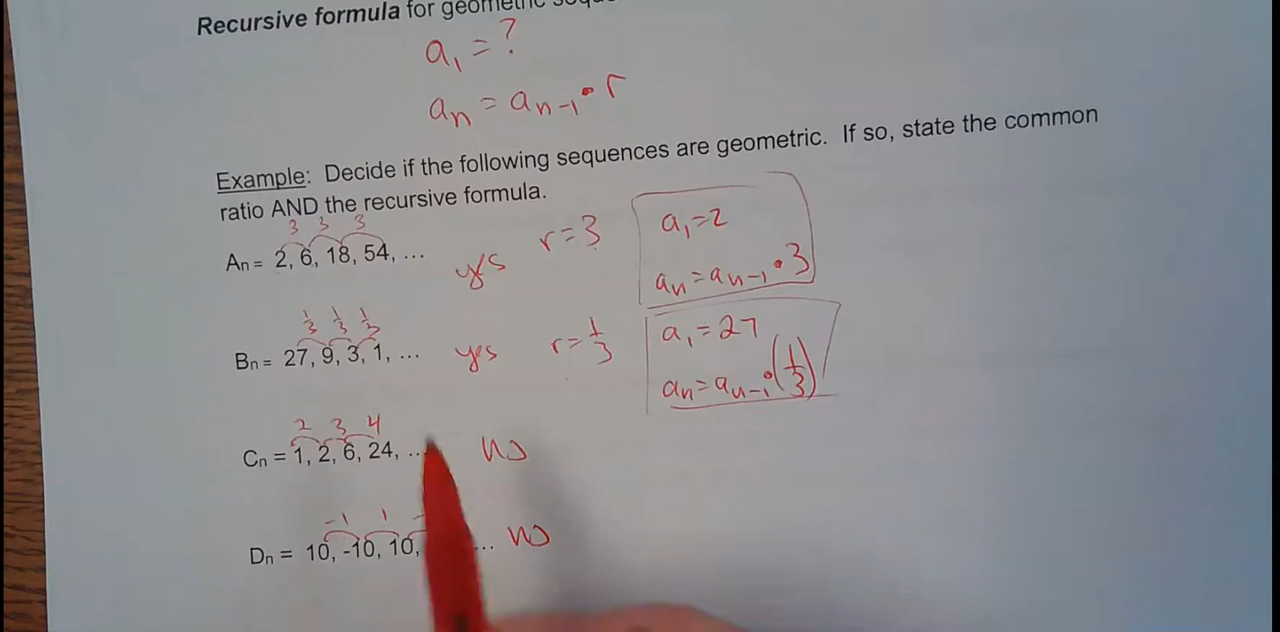 Recursive formula for geometric
a₁ = ?
aₙ = aₙ₋₁ • r
Example: Decide if the following sequences are geometric. If so, state the common
ratio AND the recursive formula.
3 3 3
An = 2, 6, 18, 54, … yes r = 3 a₁ = 2
aₙ = aₙ₋₁ • 3
1/3 1/3 1/3
Bn = 27, 9, 3, 1, … yes r = 1/3 a₁ = 27
aₙ = aₙ₋₁ • (1/3)
2 3 4
Cn = 1, 2, 6, 24, … no
-1 1 -
Dn = 10, -10, 10, … no